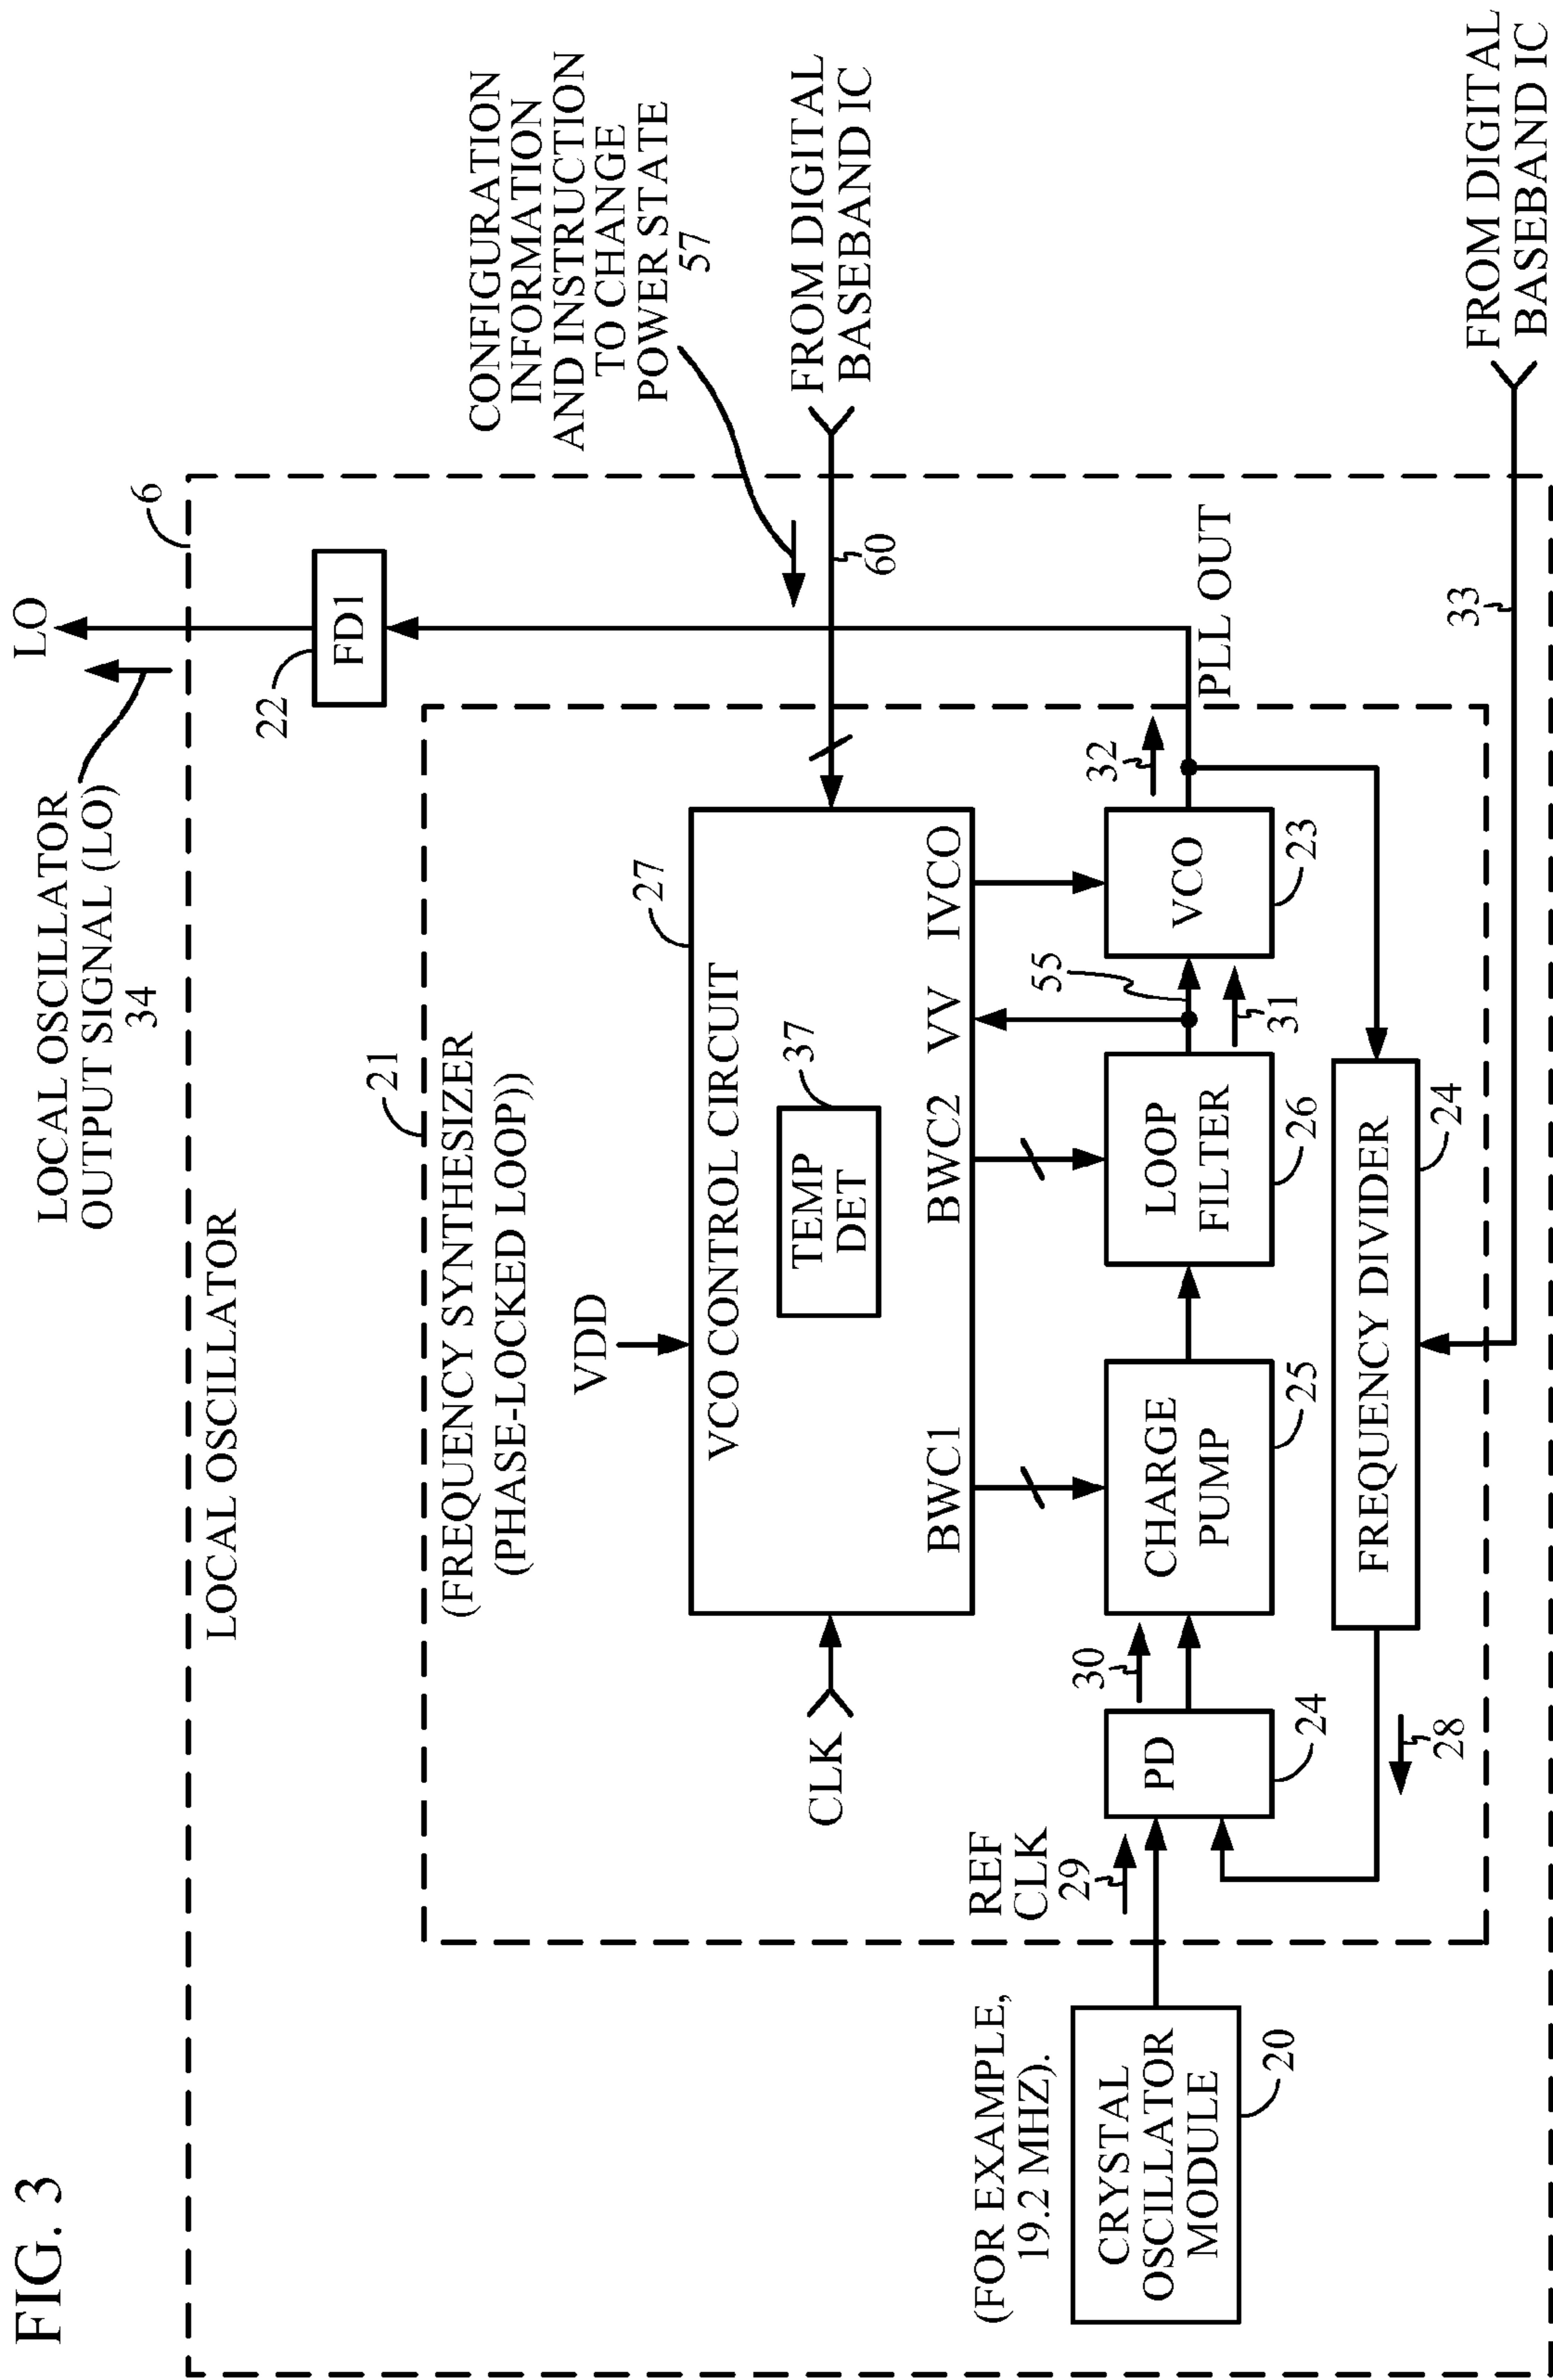 FIG. 3
LOCAL OSCILLATOR
OUTPUT SIGNAL (LO)
34
LO
6
LOCAL OSCILLATOR
22
FD1
CONFIGURATION
INFORMATION
AND INSTRUCTION
TO CHANGE
POWER STATE
57
21
(FREQUENCY SYNTHESIZER
(PHASE-LOCKED LOOP))
VDD
27
VCO CONTROL CIRCUIT
TEMP
DET
37
CLK
60
FROM DIGITAL
BASEBAND IC
BWC1
BWC2
VV
IVCO
(FOR EXAMPLE,
19.2 MHZ).
REF
CLK
29
30
55
32
PLL OUT
CRYSTAL
OSCILLATOR
MODULE
20
PD
24
CHARGE
PUMP
25
LOOP
FILTER
26
31
VCO
23
28
FREQUENCY DIVIDER
24
33
FROM DIGITAL
BASEBAND IC